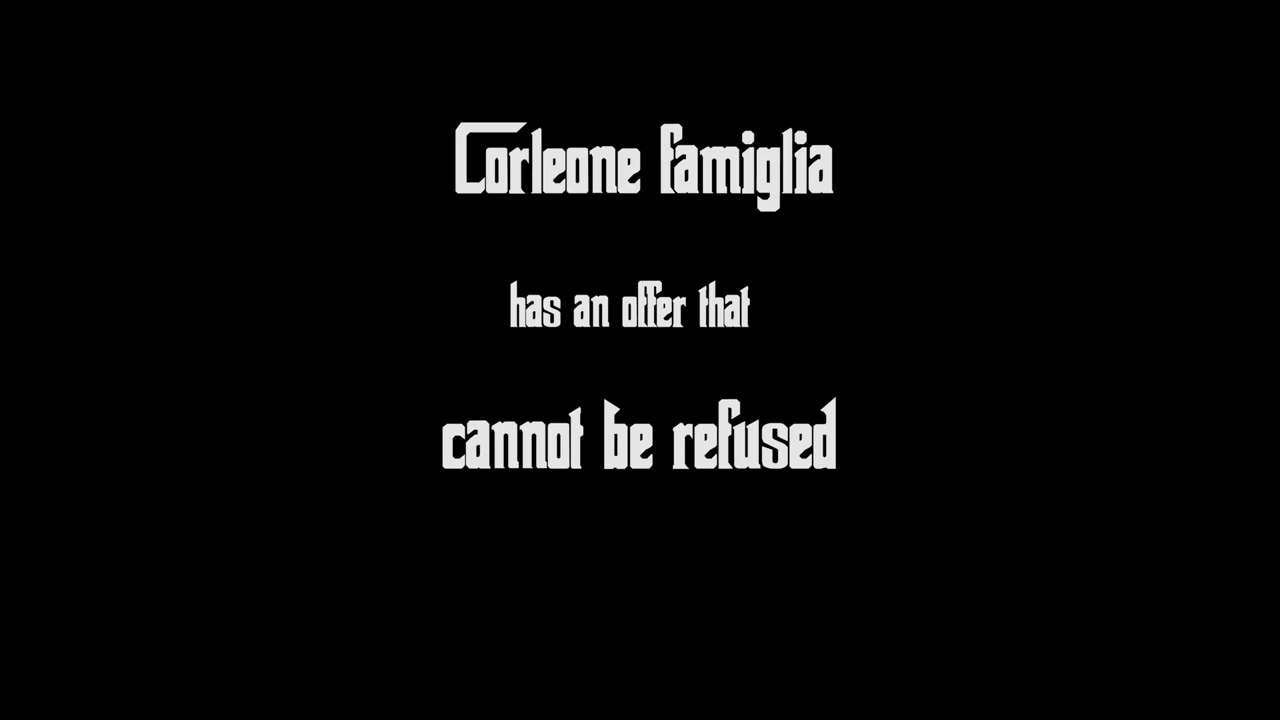 Corleone famiglia
has an offer that
cannot be refused